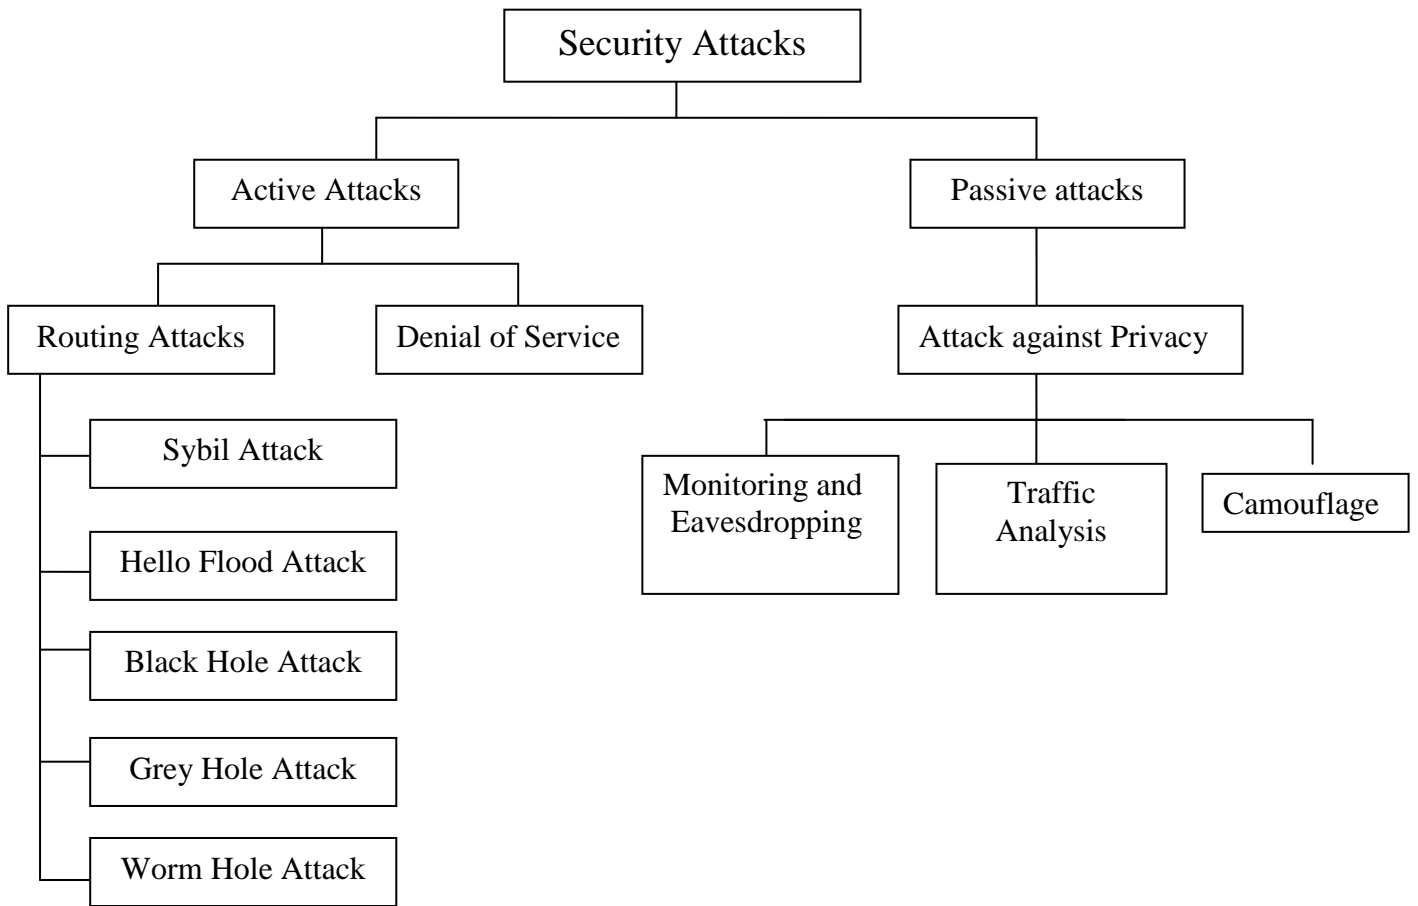 Security Attacks
Active Attacks
Passive attacks
Routing Attacks
Denial of Service
Attack against Privacy
Sybil Attack
Hello Flood Attack
Black Hole Attack
Grey Hole Attack
Worm Hole Attack
Monitoring and
Eavesdropping
Traffic
Analysis
Camouflage